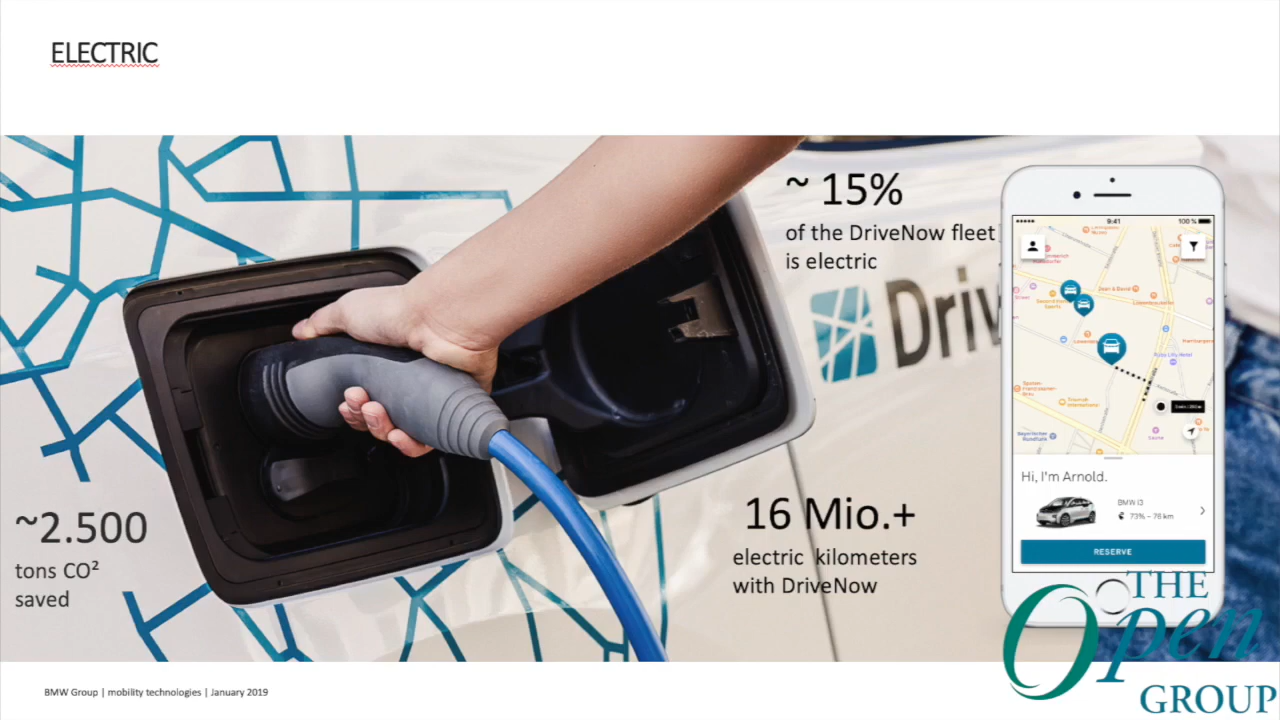 ELECTRIC
~ 15%
of the DriveNow fleet
is electric
Driv
~2.500
tons CO²
saved
16 Mio.+
electric kilometers
with DriveNow
9:41
100 %
Hi, I'm Arnold.
BMW I3
73% – 76 km
RESERVE
BMW Group | mobility technologies | January 2019
THE
Open
GROUP